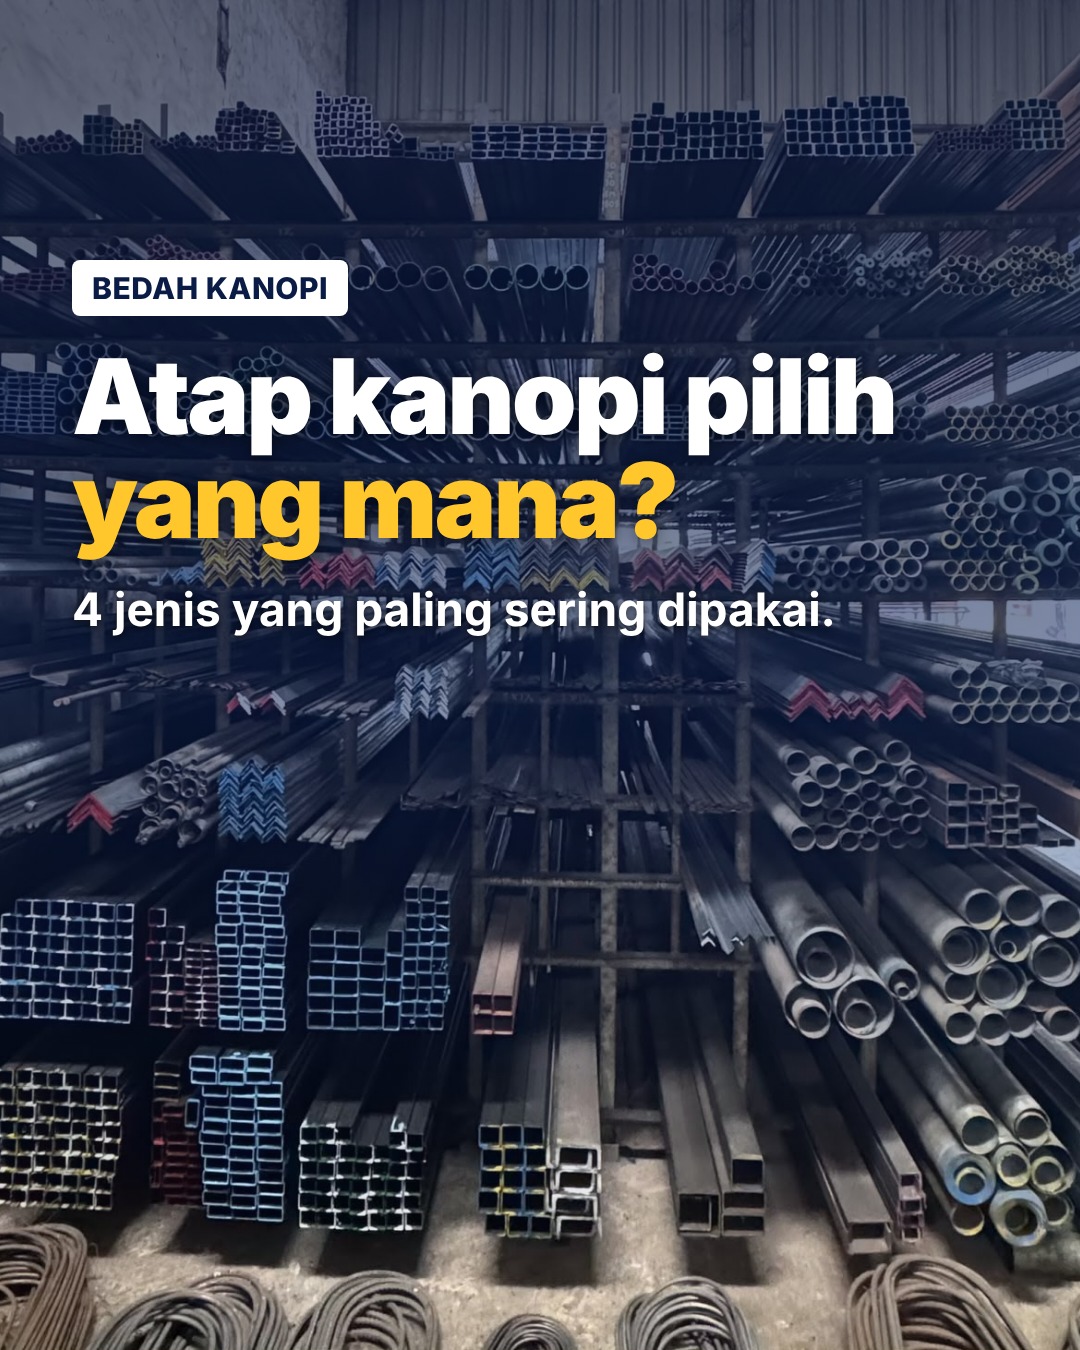 BEDAH KANOPI
Atap kanopi pilih
yang mana?
4 jenis yang paling sering dipakai.